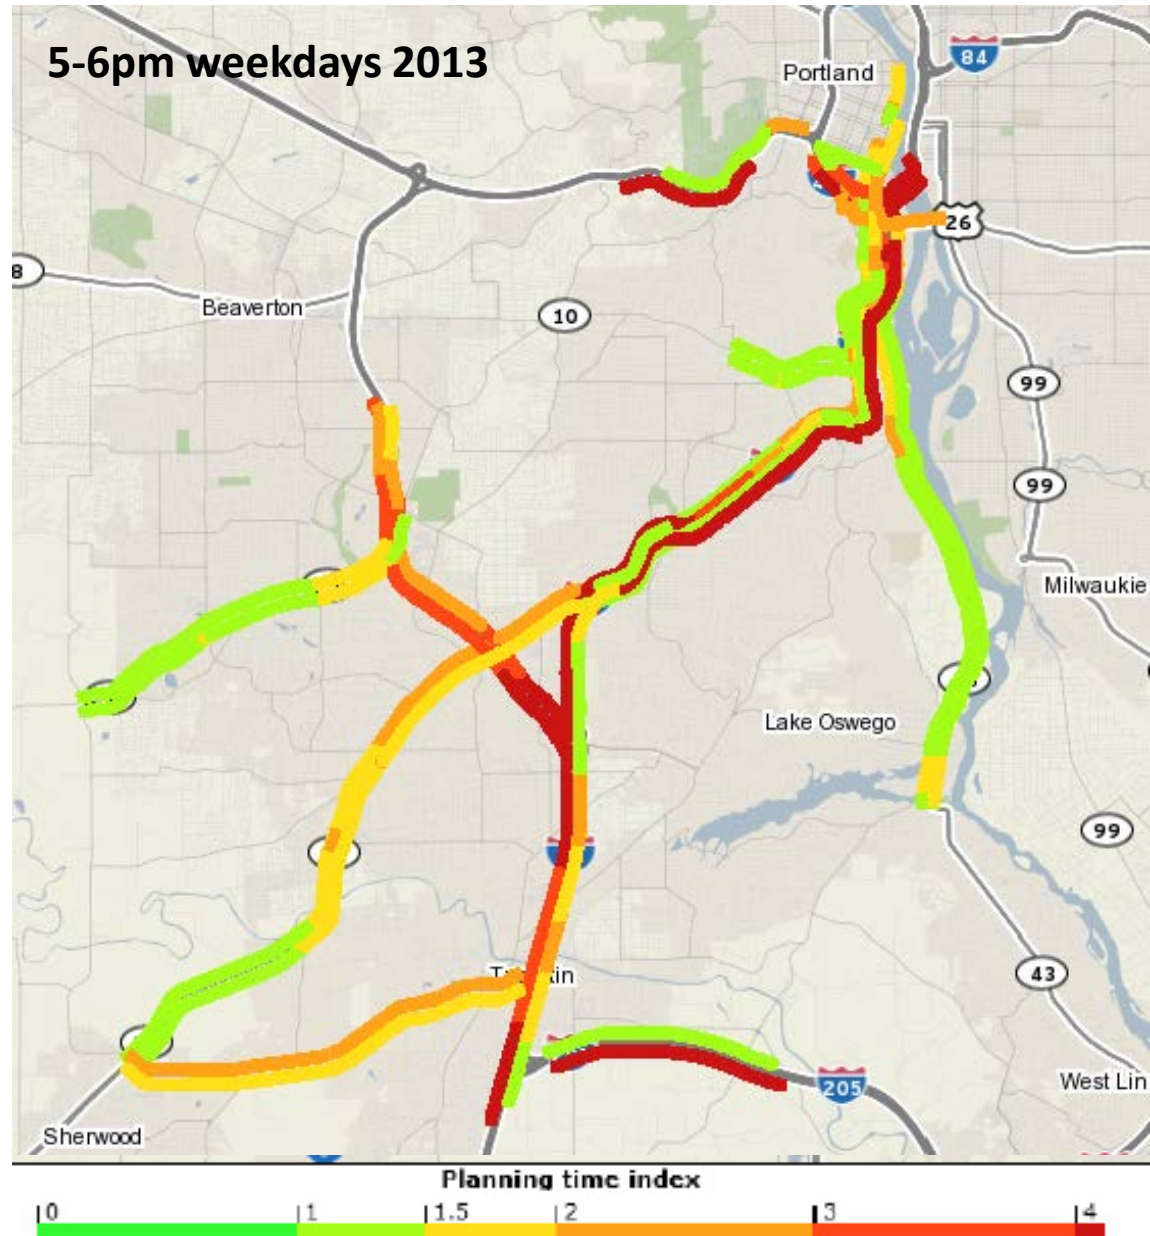 5-6pm weekdays 2013
Portland
84
26
8
Beaverton
10
99
99
Milwaukie
Lake Oswego
99
43
205
West Lin
Sherwood
Planning time index
0 1 1.5 2 3 4